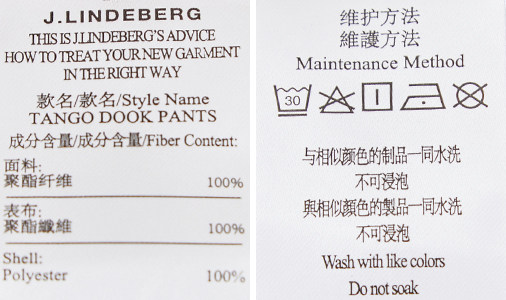 J.LINDEBERG
THIS IS J.LINDEBERG'S ADVICE
HOW TO TREAT YOUR NEW GARMENT
IN THE RIGHT WAY
款名/款名/Style Name
TANGO DOOK PANTS
成分含量/成分含量/Fiber Content:
面料:
聚酯纤维 100%
表布:
聚酯纖維 100%
Shell:
Polyester 100%
维护方法
維護方法
Maintenance Method
30
与相似颜色的制品一同水洗
不可浸泡
與相似顏色的製品一同水洗
不可浸泡
Wash with like colors
Do not soak